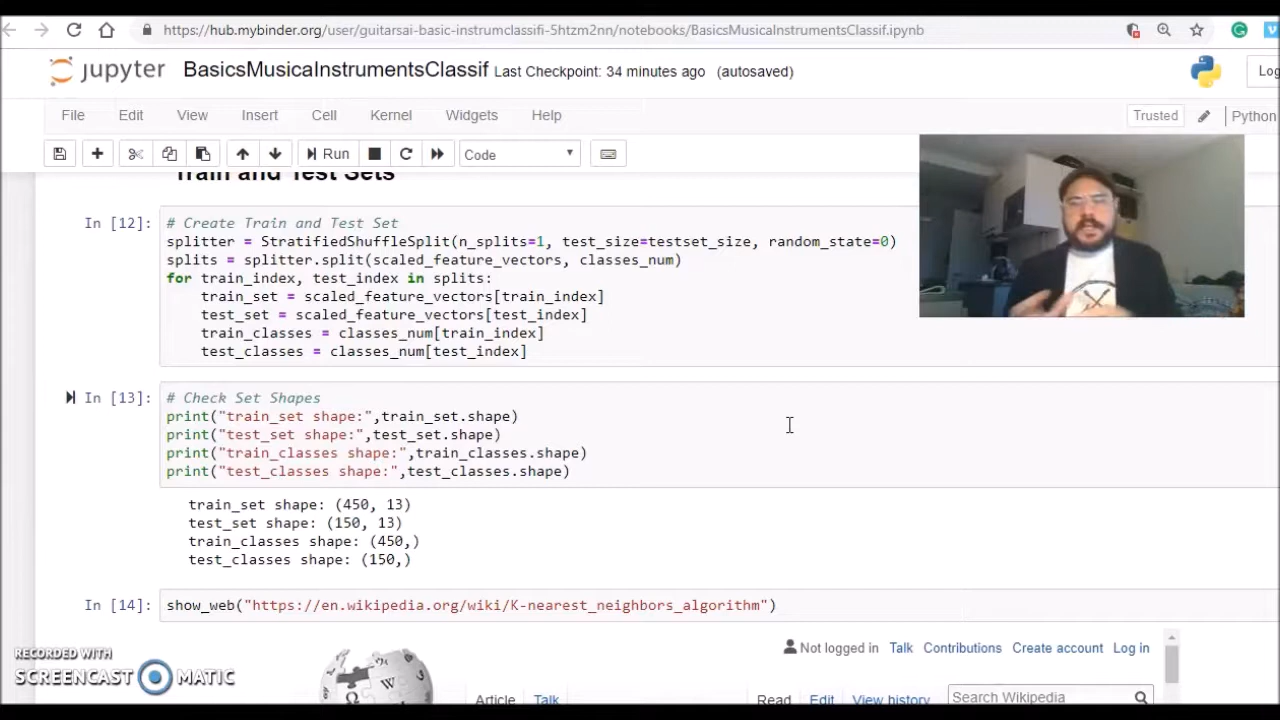 https://hub.mybinder.org/user/guitarsai-basic-instrumclassifi-5htzm2nn/notebooks/BasicsMusicaInstrumentsClassif.ipynb
jupyter BasicsMusicaInstrumentsClassif Last Checkpoint: 34 minutes ago (autosaved)
File Edit View Insert Cell Kernel Widgets Help Trusted Python
Run Code
Train and Test Sets
In [12]: # Create Train and Test Set
splitter = StratifiedShuffleSplit(n_splits=1, test_size=testset_size, random_state=0)
splits = splitter.split(scaled_feature_vectors, classes_num)
for train_index, test_index in splits:
train_set = scaled_feature_vectors[train_index]
test_set = scaled_feature_vectors[test_index]
train_classes = classes_num[train_index]
test_classes = classes_num[test_index]
In [13]: # Check Set Shapes
print("train_set shape:",train_set.shape)
print("test_set shape:",test_set.shape)
print("train_classes shape:",train_classes.shape)
print("test_classes shape:",test_classes.shape)
train_set shape: (450, 13)
test_set shape: (150, 13)
train_classes shape: (450,)
test_classes shape: (150,)
In [14]: show_web("https://en.wikipedia.org/wiki/K-nearest_neighbors_algorithm")
Not logged in Talk Contributions Create account Log in
Article Talk Read Edit View history Search Wikipedia
RECORDED WITH
SCREENCAST MATIC